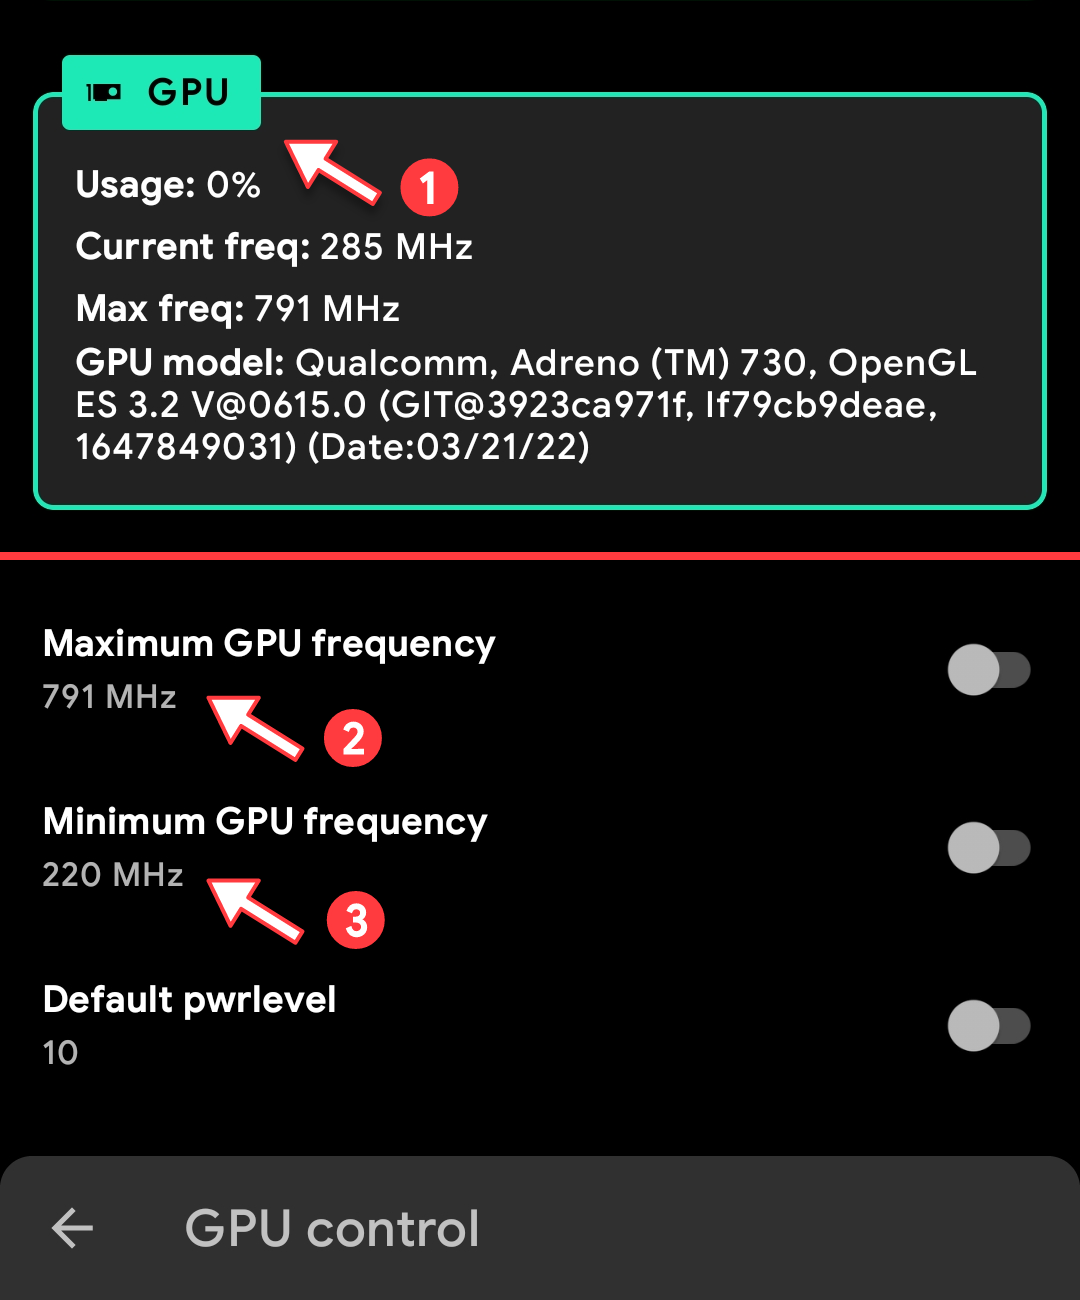 GPU
Usage: 0%
1
Current freq: 285 MHz
Max freq: 791 MHz
GPU model: Qualcomm, Adreno (TM) 730, OpenGL
ES 3.2 V@0615.0 (GIT@3923ca971f, If79cb9deae,
1647849031) (Date:03/21/22)
Maximum GPU frequency
791 MHz
2
Minimum GPU frequency
220 MHz
3
Default pwrlevel
10
GPU control